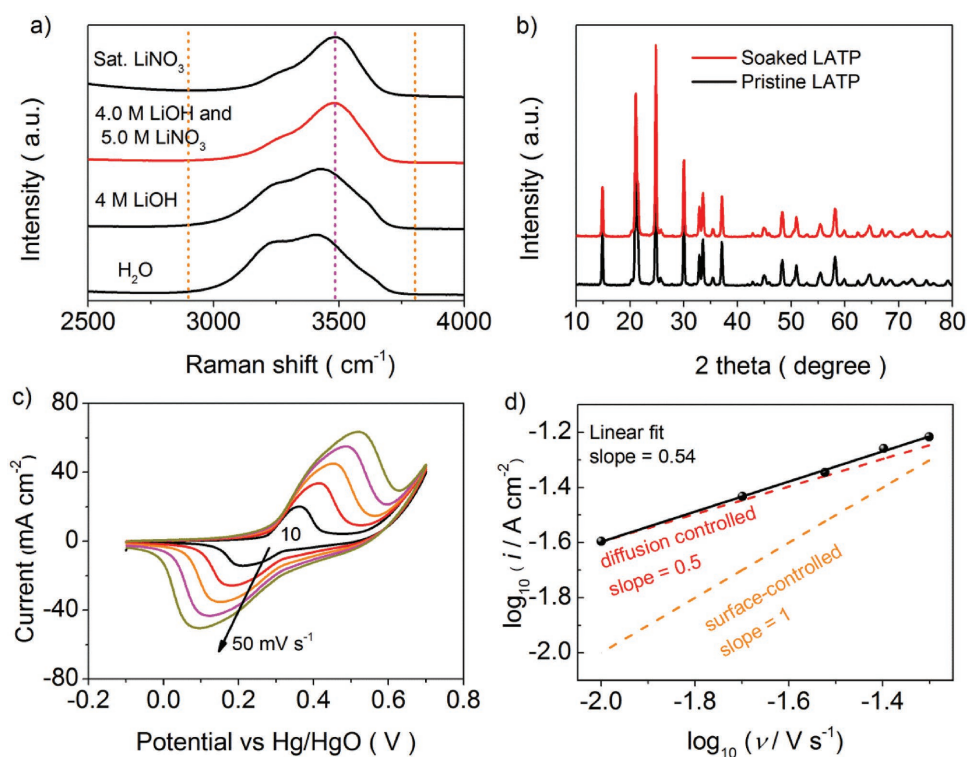 a)
Sat. LiNO₃
4.0 M LiOH and
5.0 M LiNO₃
4 M LiOH
H₂O
Intensity ( a.u. )
2500 3000 3500 4000
Raman shift ( cm⁻¹)
b)
Soaked LATP
Pristine LATP
Intensity ( a.u. )
10 20 30 40 50 60 70 80
2 theta ( degree )
c)
80
40
0
-40
-80
Current (mA cm⁻²)
10
50 mV s⁻¹
-0.2 0.0 0.2 0.4 0.6 0.8
Potential vs Hg/HgO ( V )
d)
-1.2
-1.4
-1.6
-1.8
-2.0
log₁₀ ( i / A cm⁻²)
Linear fit
slope = 0.54
diffusion controlled
slope = 0.5
surface-controlled
slope = 1
-2.0 -1.8 -1.6 -1.4
log₁₀ ( ν / V s⁻¹)